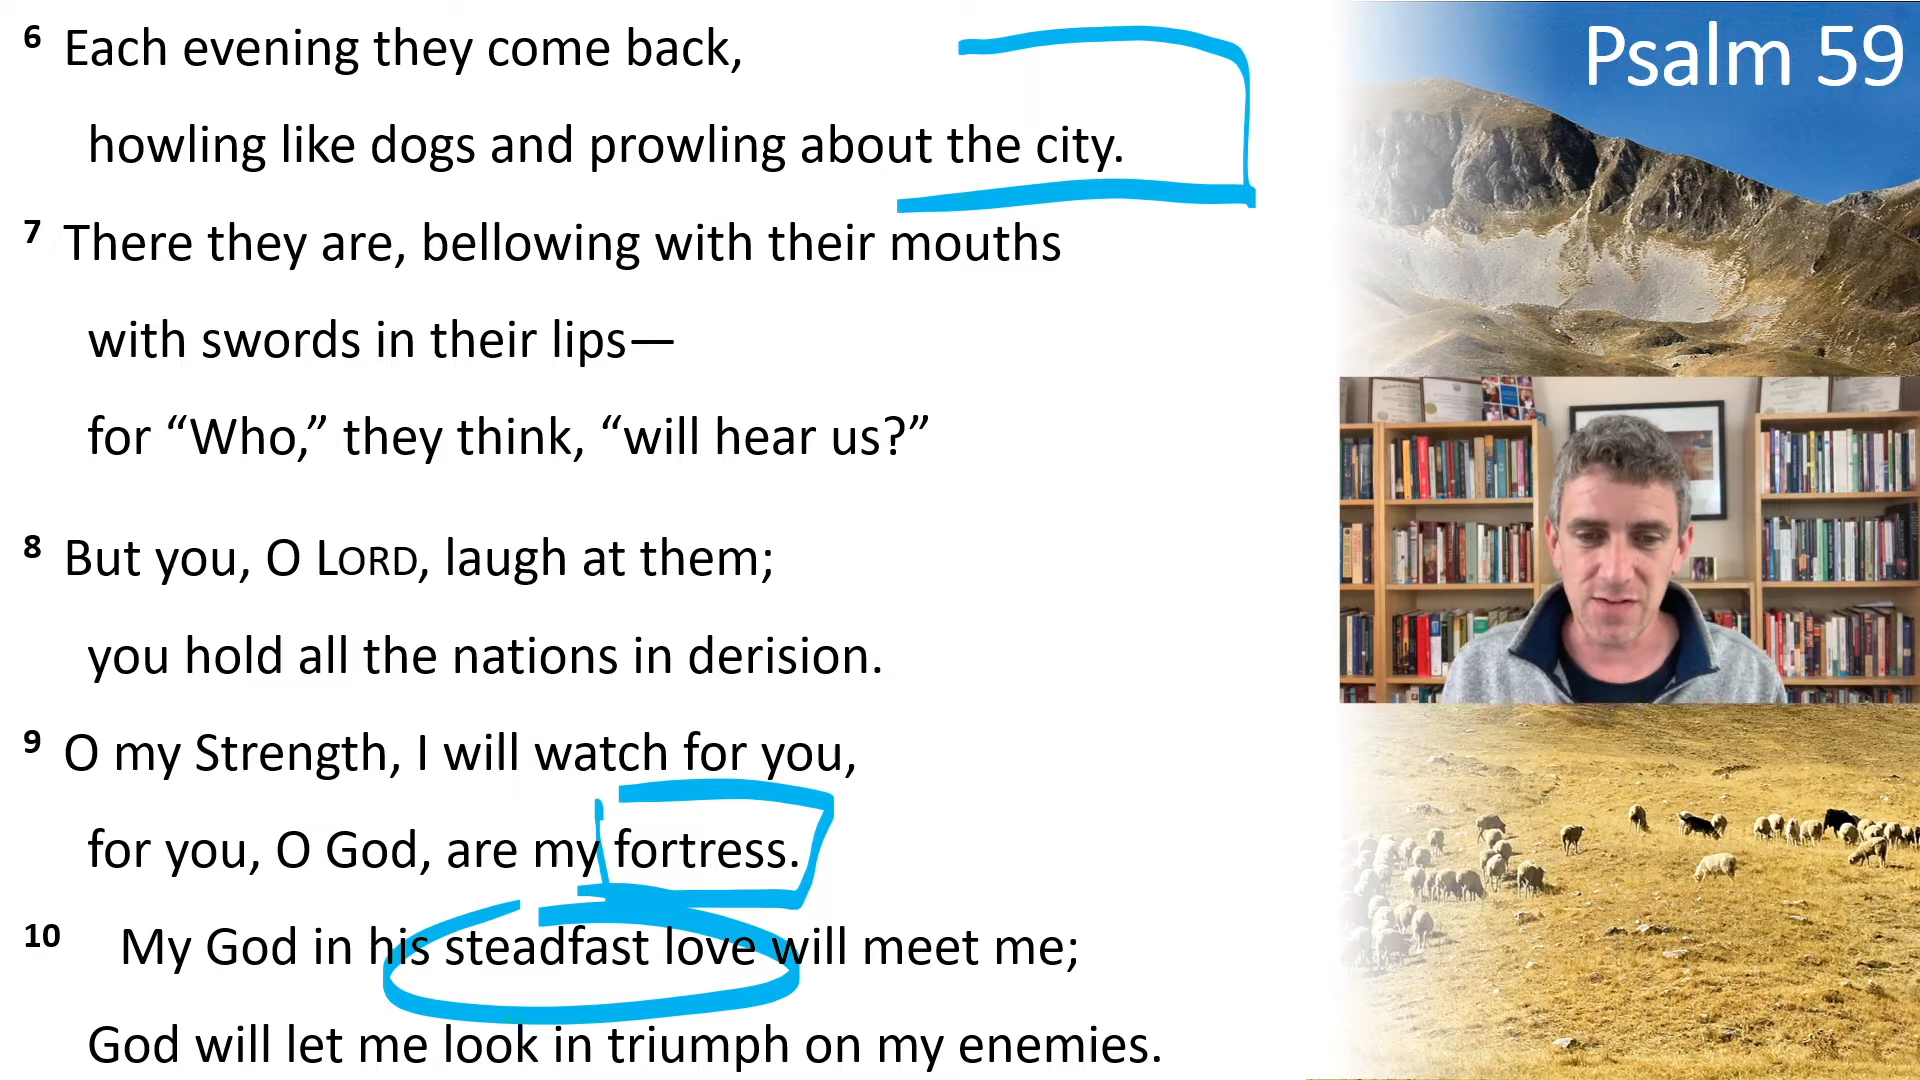 Psalm 59
6 Each evening they come back,
howling like dogs and prowling about the city.
7 There they are, bellowing with their mouths
with swords in their lips—
for “Who,” they think, “will hear us?”
8 But you, O LORD, laugh at them;
you hold all the nations in derision.
9 O my Strength, I will watch for you,
for you, O God, are my fortress.
10 My God in his steadfast love will meet me;
God will let me look in triumph on my enemies.